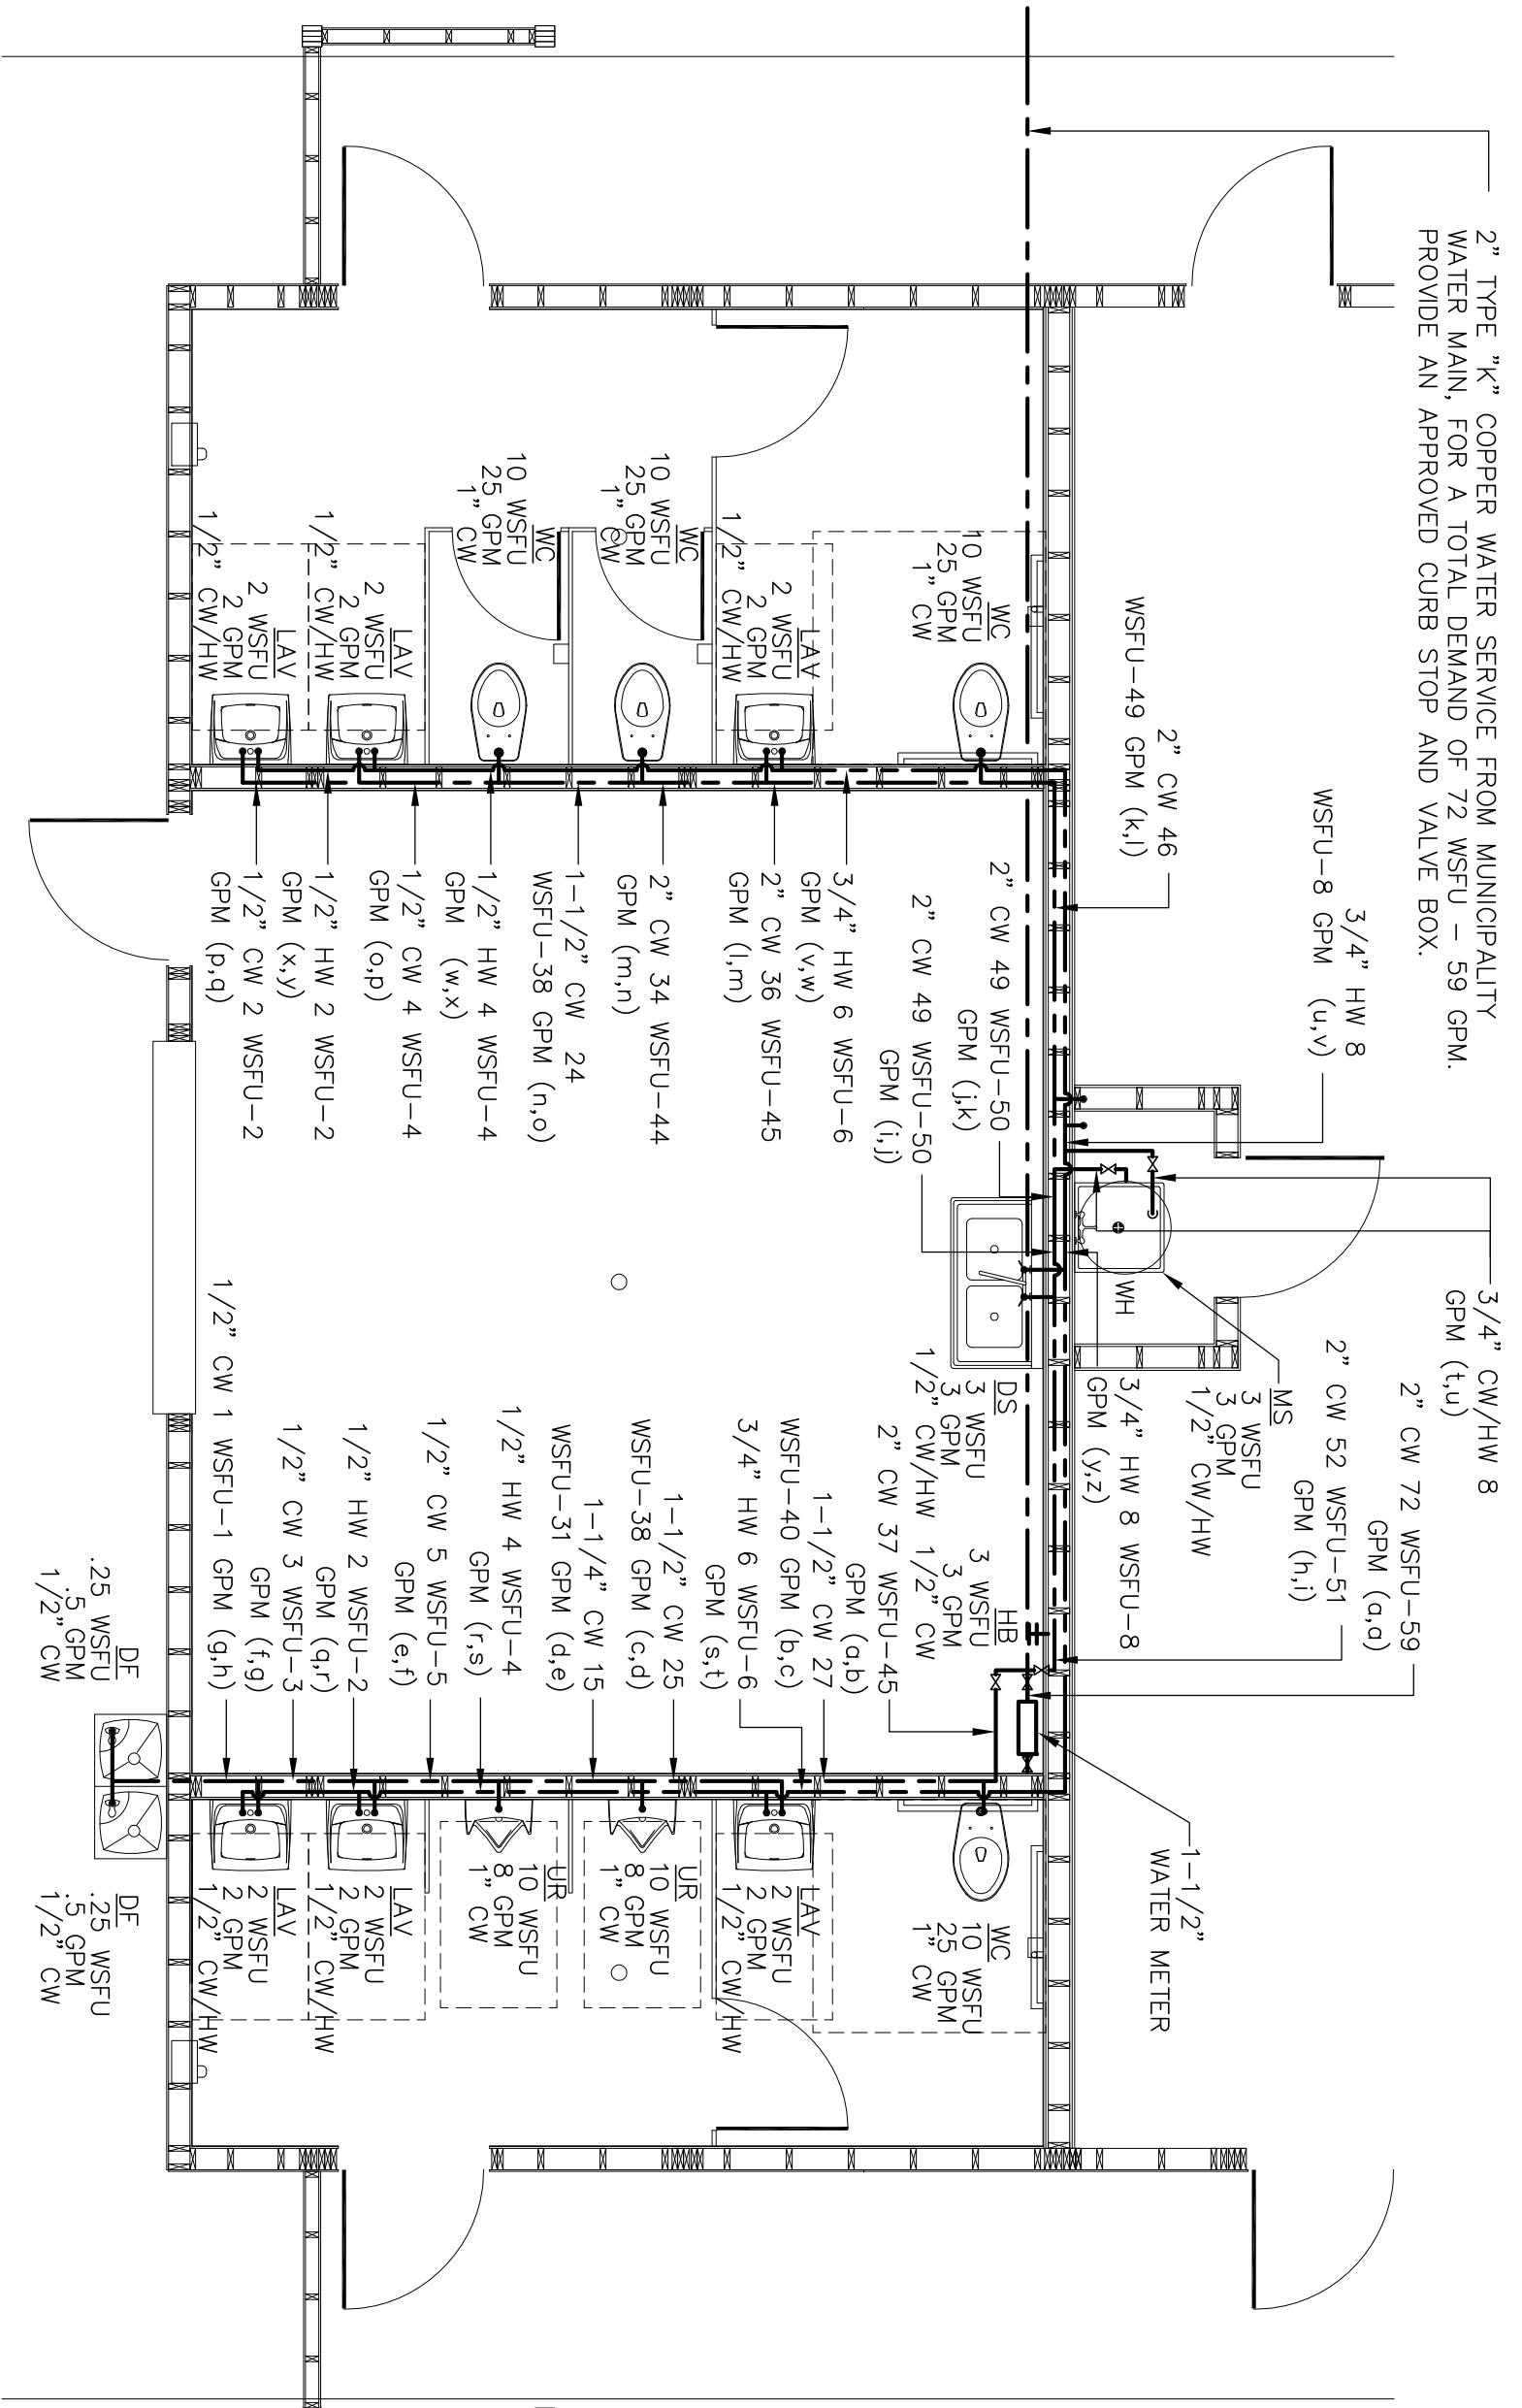 2" TYPE "K" COPPER WATER SERVICE FROM MUNICIPALITY
WATER MAIN, FOR A TOTAL DEMAND OF 72 WSFU - 59 GPM.
PROVIDE AN APPROVED CURB STOP AND VALVE BOX.
3/4" CW/HW 8
GPM (t,u)
2" CW 72 WSFU-59
GPM (a,a)
2" CW 52 WSFU-51
GPM (h,i)
3/4" HW 8
WSFU-8 GPM (u,v)
2" CW 46
WSFU-49 GPM (k,l)
MS
3 WSFU
3 GPM
1/2" CW/HW
WH
1-1/2"
WATER METER
3/4" HW 8 WSFU-8
GPM (y,z)
2" CW 49 WSFU-50
GPM (j,k)
2" CW 49 WSFU-50
GPM (i,j)
DS
3 WSFU
3 GPM
1/2" CW/HW
HB
3 WSFU
3 GPM
1/2" CW
WC
10 WSFU
25 GPM
1" CW
LAV
2 WSFU
2 GPM
1/2" CW/HW
WC
10 WSFU
25 GPM
1" CW
WC
10 WSFU
25 GPM
1" CW
LAV
2 WSFU
2 GPM
1/2" CW/HW
LAV
2 WSFU
2 GPM
1/2" CW/HW
3/4" HW 6 WSFU-6
GPM (v,w)
2" CW 36 WSFU-45
GPM (l,m)
2" CW 34 WSFU-44
GPM (m,n)
1-1/2" CW 24
WSFU-38 GPM (n,o)
1/2" HW 4 WSFU-4
GPM (w,x)
1/2" CW 4 WSFU-4
GPM (o,p)
1/2" HW 2 WSFU-2
GPM (x,y)
1/2" CW 2 WSFU-2
GPM (p,q)
2" CW 37 WSFU-45
GPM (a,b)
1-1/2" CW 27
WSFU-40 GPM (b,c)
3/4" HW 6 WSFU-6
GPM (s,t)
1-1/2" CW 25
WSFU-38 GPM (c,d)
1-1/4" CW 15
WSFU-31 GPM (d,e)
1/2" HW 4 WSFU-4
GPM (r,s)
1/2" CW 5 WSFU-5
GPM (e,f)
1/2" HW 2 WSFU-2
GPM (q,r)
1/2" CW 3 WSFU-3
GPM (f,g)
1/2" CW 1 WSFU-1 GPM (g,h)
WC
10 WSFU
25 GPM
1" CW
LAV
2 WSFU
2 GPM
1/2" CW/HW
UR
10 WSFU
8 GPM
1" CW
UR
10 WSFU
8 GPM
1" CW
LAV
2 WSFU
2 GPM
1/2" CW/HW
LAV
2 WSFU
2 GPM
1/2" CW/HW
DF
.25 WSFU
.5 GPM
1/2" CW
DF
.25 WSFU
.5 GPM
1/2" CW